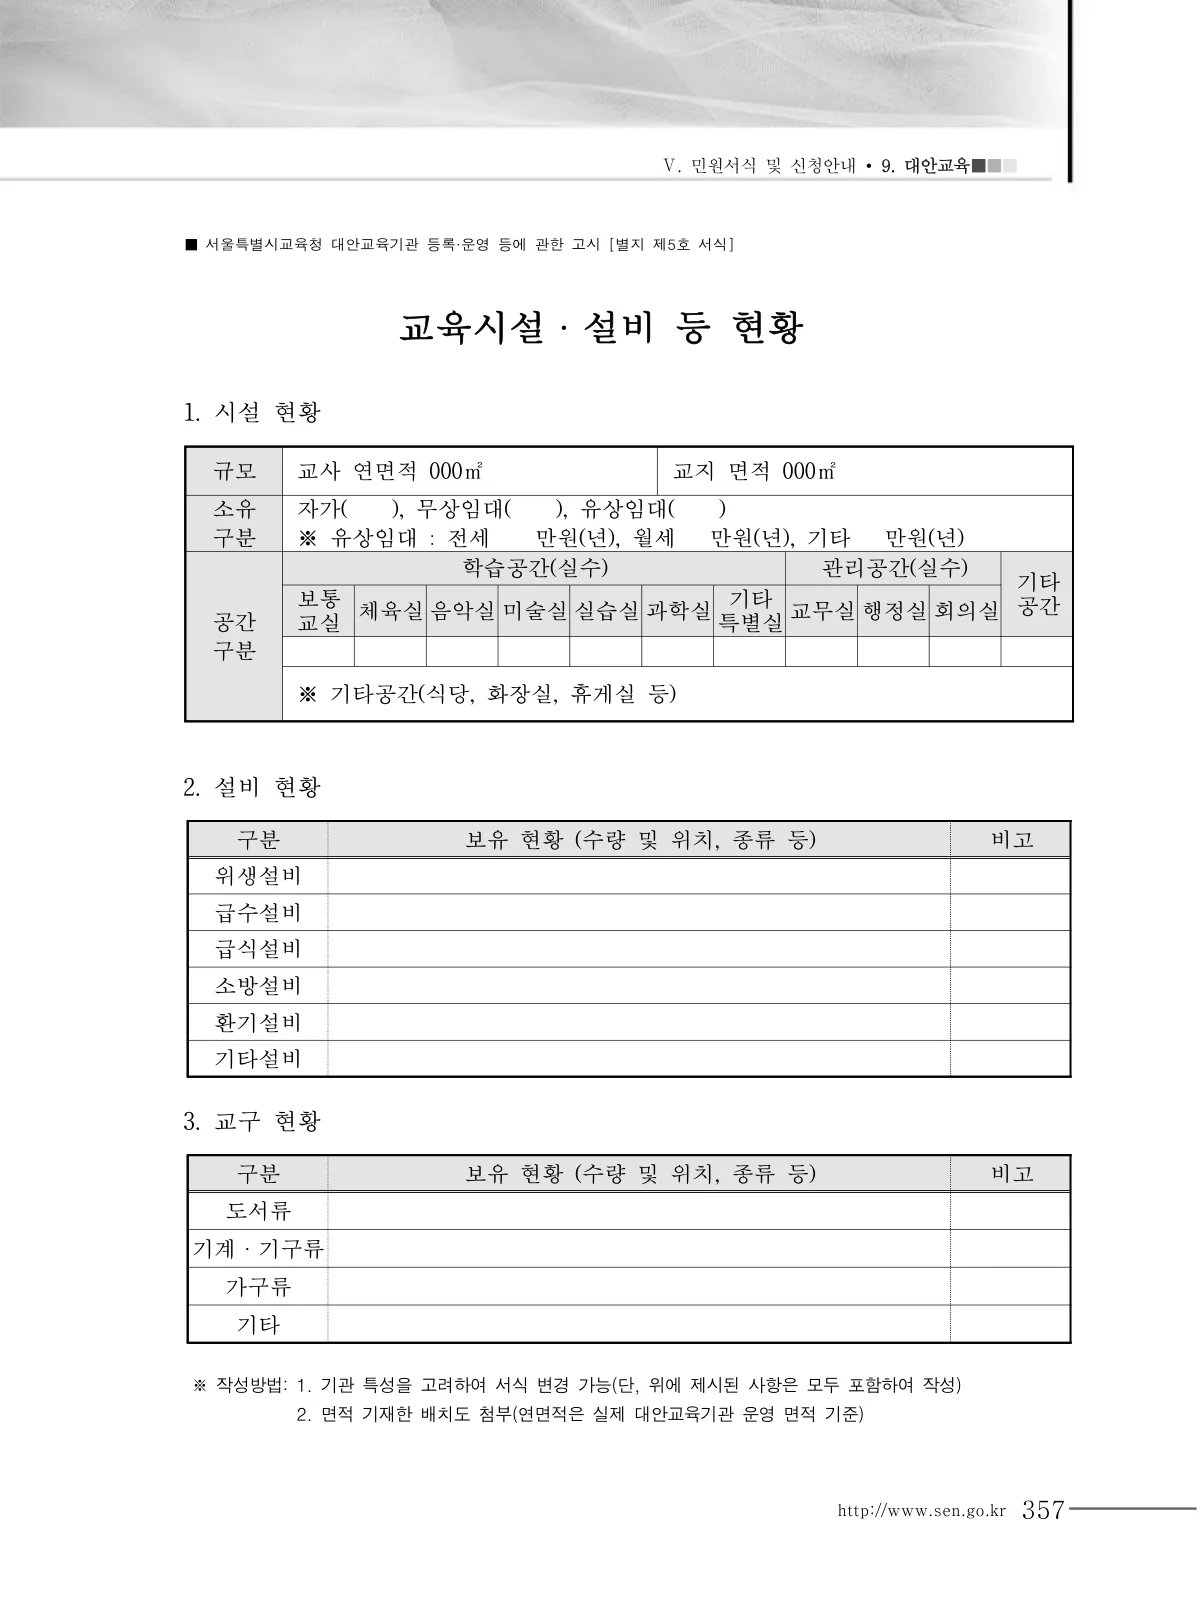 Ⅴ. 민원서식 및 신청안내 • 9. 대안교육
■ 서울특별시교육청 대안교육기관 등록·운영 등에 관한 고시 [별지 제5호 서식]
교육시설 · 설비 등 현황
1. 시설 현황
규모 교사 연면적 000㎡ 교지 면적 000㎡
소유 구분 자가( ), 무상임대( ), 유상임대( )
※ 유상임대 : 전세 만원(년), 월세 만원(년), 기타 만원(년)
공간 구분 학습공간(실수) 관리공간(실수) 기타 공간
보통 교실 체육실 음악실 미술실 실습실 과학실 기타 특별실 교무실 행정실 회의실
※ 기타공간(식당, 화장실, 휴게실 등)
2. 설비 현황
구분 보유 현황 (수량 및 위치, 종류 등) 비고
위생설비
급수설비
급식설비
소방설비
환기설비
기타설비
3. 교구 현황
구분 보유 현황 (수량 및 위치, 종류 등) 비고
도서류
기계 · 기구류
가구류
기타
※ 작성방법: 1. 기관 특성을 고려하여 서식 변경 가능(단, 위에 제시된 사항은 모두 포함하여 작성)
2. 면적 기재한 배치도 첨부(연면적은 실제 대안교육기관 운영 면적 기준)
http://www.sen.go.kr 357